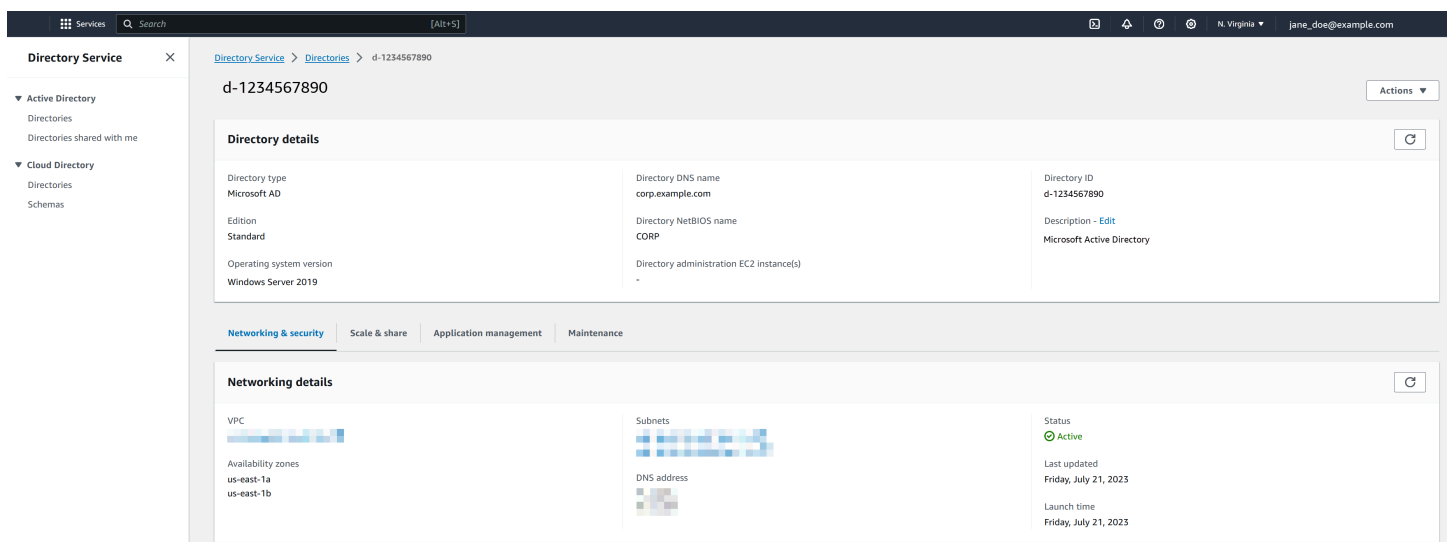 Services Search [Alt+S] N. Virginia jane_doe@example.com
Directory Service
Active Directory
Directories
Directories shared with me
Cloud Directory
Directories
Schemas
Directory Service > Directories > d-1234567890
d-1234567890
Actions
Directory details
Directory type
Microsoft AD
Edition
Standard
Operating system version
Windows Server 2019
Directory DNS name
corp.example.com
Directory NetBIOS name
CORP
Directory administration EC2 instance(s)
-
Directory ID
d-1234567890
Description - Edit
Microsoft Active Directory
Networking & security Scale & share Application management Maintenance
Networking details
VPC
Availability zones
us-east-1a
us-east-1b
Subnets
DNS address
Status
Active
Last updated
Friday, July 21, 2023
Launch time
Friday, July 21, 2023